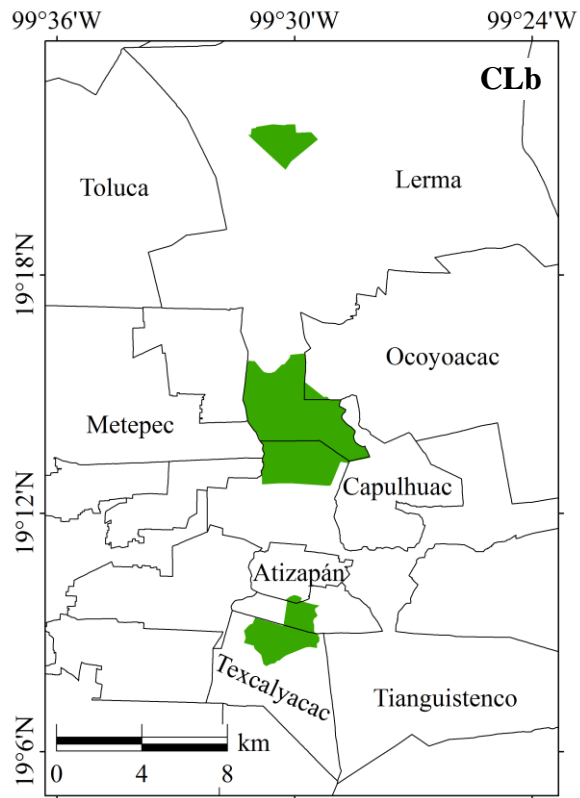 99°36'W 99°30'W 99°24'W
CLb
Toluca
Lerma
19°18'N
Ocoyoacac
Metepec
Capulhuac
19°12'N
Atizapán
Texcalyacac
Tianguistenco
19°6'N
km
0 4 8